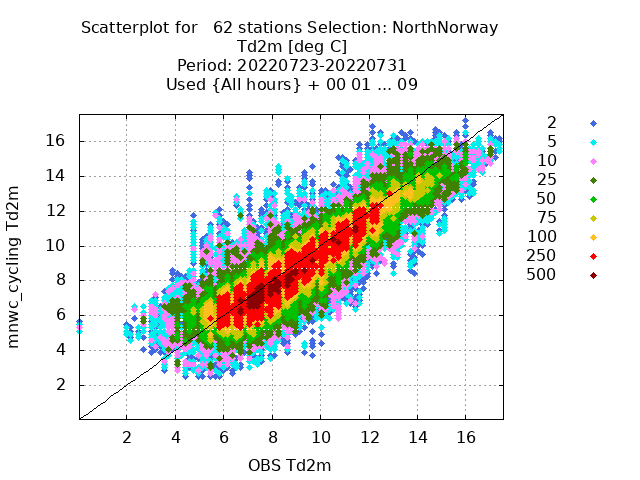 Scatterplot for   62 stations Selection: NorthNorway
Td2m [deg C]
Period: 20220723-20220731
Used {All hours} + 00 01 ... 09
2
5
10
25
50
75
100
250
500
16
14
12
10
8
6
4
2
mnwc_cycling Td2m
2 4 6 8 10 12 14 16
OBS Td2m